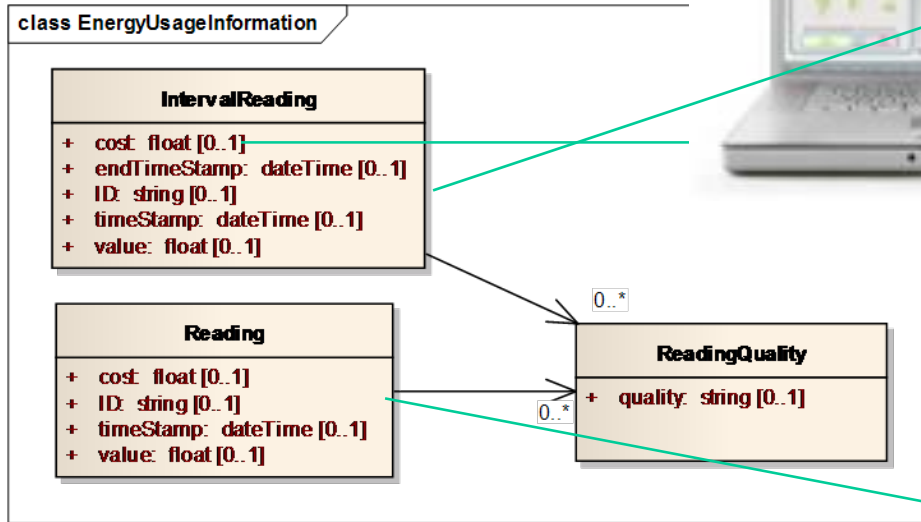 class EnergyUsageInformation
IntervalReading
+ cost: float [0..1]
+ endTimeStamp: dateTime [0..1]
+ ID: string [0..1]
+ timeStamp: dateTime [0..1]
+ value: float [0..1]
0..*
Reading
+ cost: float [0..1]
+ ID: string [0..1]
+ timeStamp: dateTime [0..1]
+ value: float [0..1]
0..*
ReadingQuality
+ quality: string [0..1]